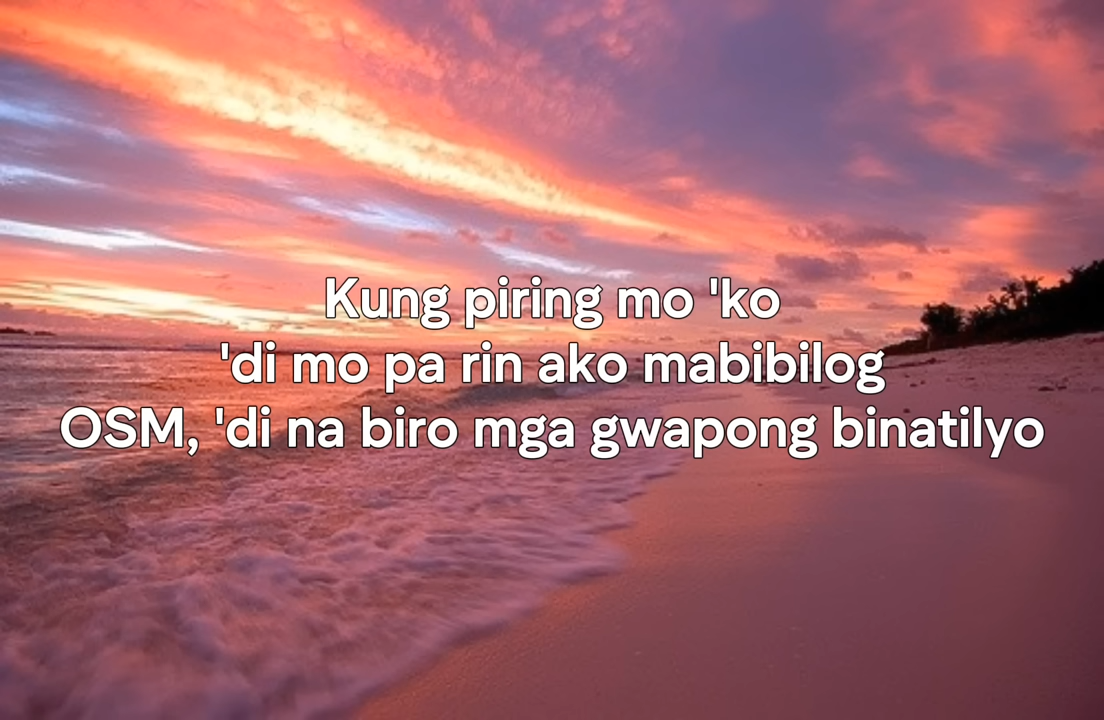 Kung piring mo 'ko
'di mo pa rin ako mabibilog
OSM, 'di na biro mga gwapong binatilyo